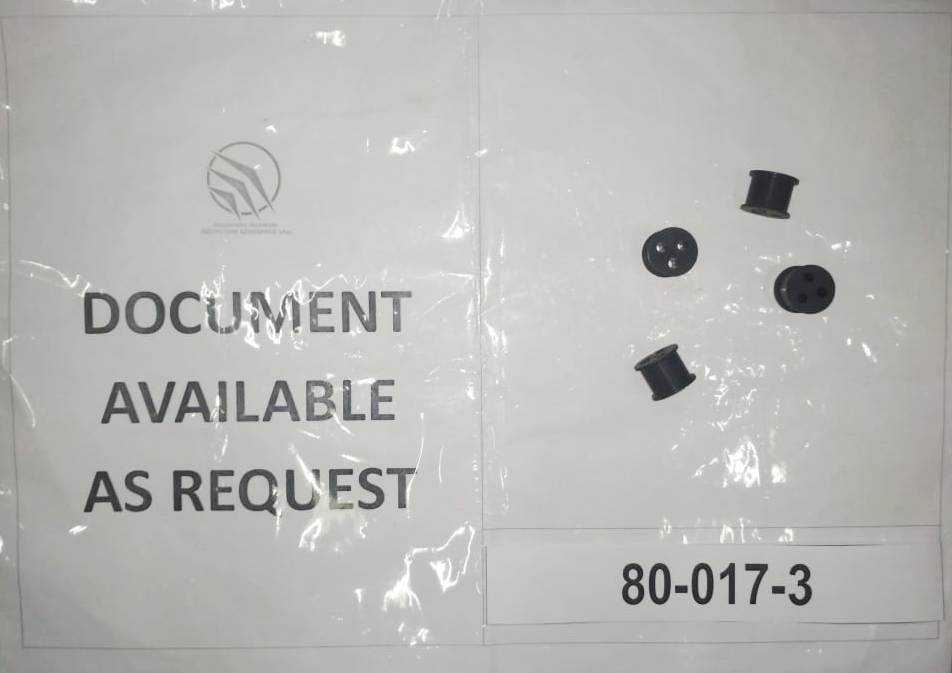 DOCUMENT
AVAILABLE
AS REQUEST
80-017-3